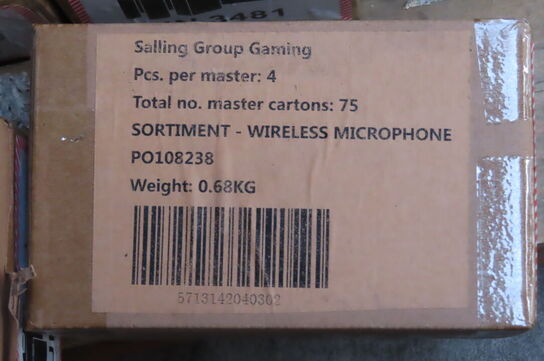 3481
Salling Group Gaming
Pcs. per master: 4
Total no. master cartons: 75
SORTIMENT - WIRELESS MICROPHONE
PO108238
Weight: 0.68KG
5713142040302